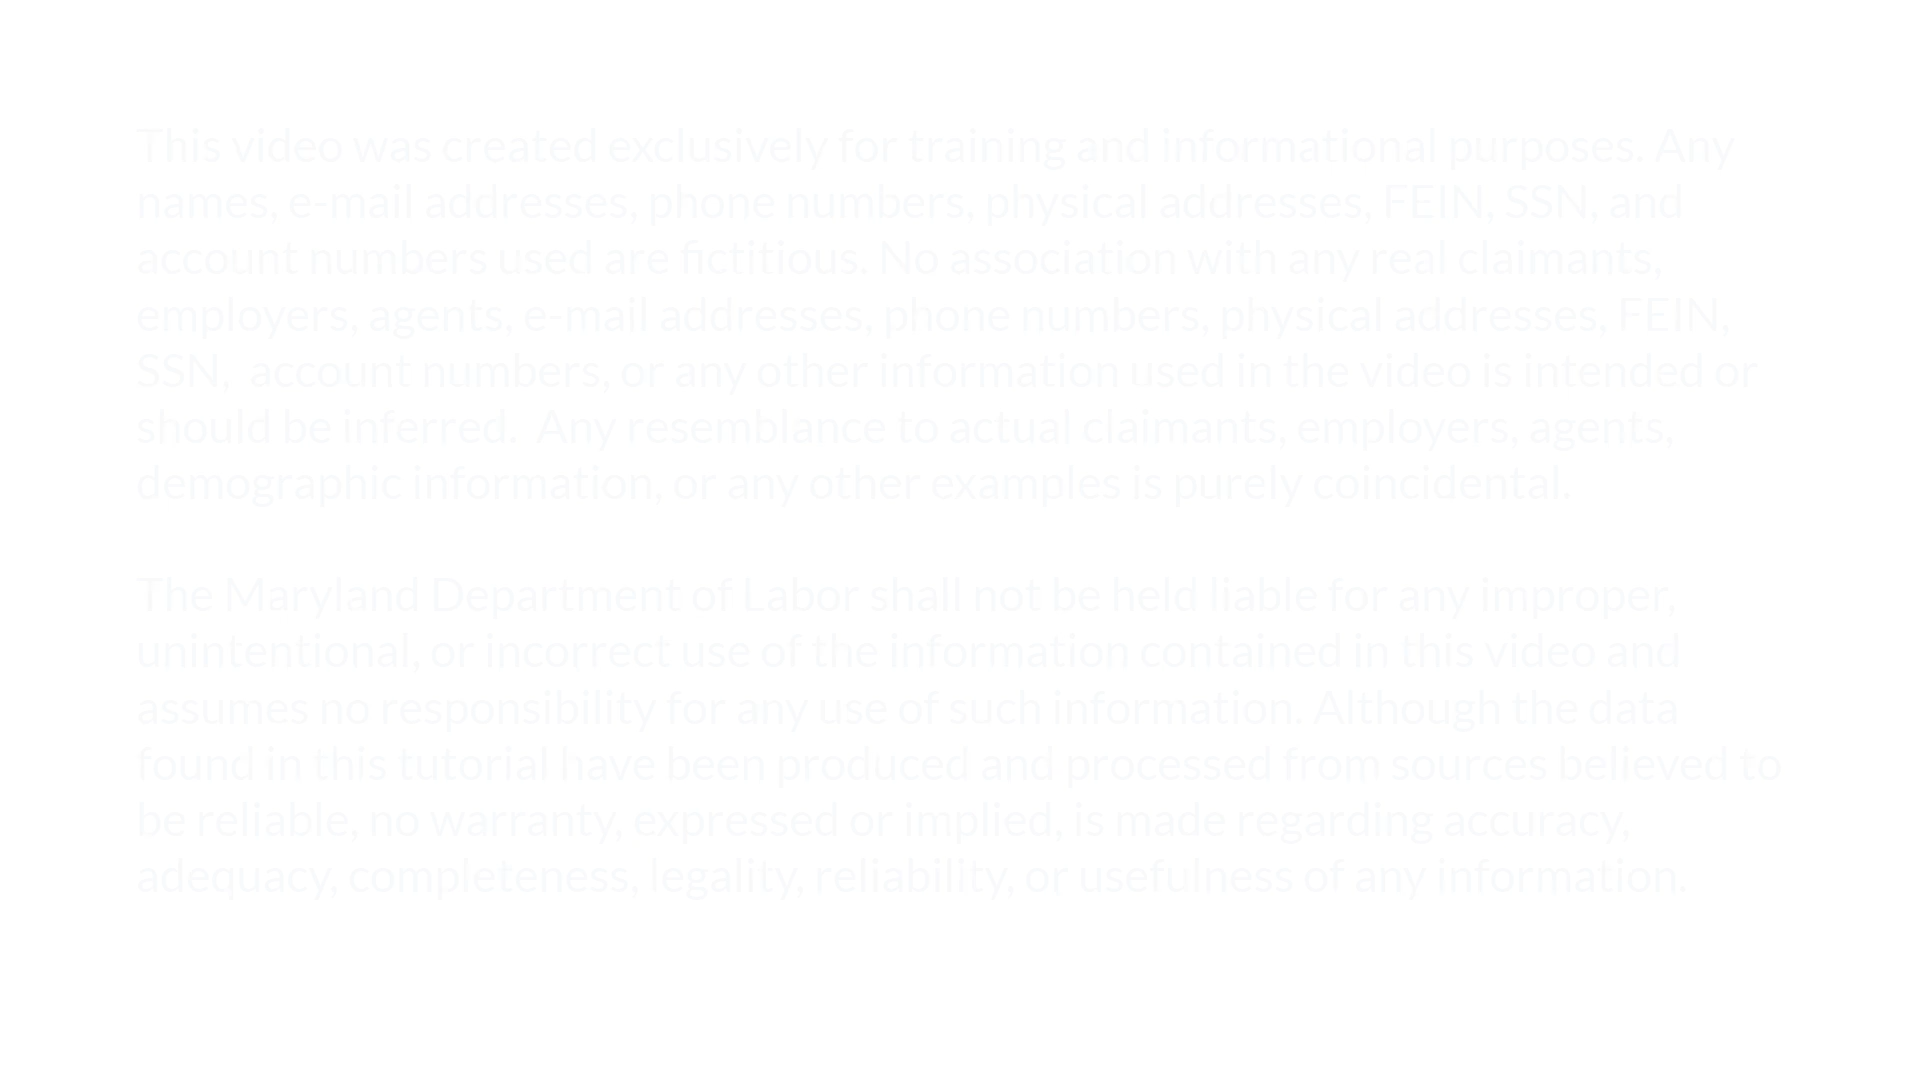 This video was created exclusively for training and informational purposes. Any
names, e-mail addresses, phone numbers, physical addresses, FEIN, SSN, and
account numbers used are fictitious. No association with any real claimants,
employers, agents, e-mail addresses, phone numbers, physical addresses, FEIN,
SSN,  account numbers, or any other information used in the video is intended or
should be inferred.  Any resemblance to actual claimants, employers, agents,
demographic information, or any other examples is purely coincidental.

The Maryland Department of Labor shall not be held liable for any improper,
unintentional, or incorrect use of the information contained in this video and
assumes no responsibility for any use of such information. Although the data
found in this tutorial have been produced and processed from sources believed to
be reliable, no warranty, expressed or implied, is made regarding accuracy,
adequacy, completeness, legality, reliability, or usefulness of any information.